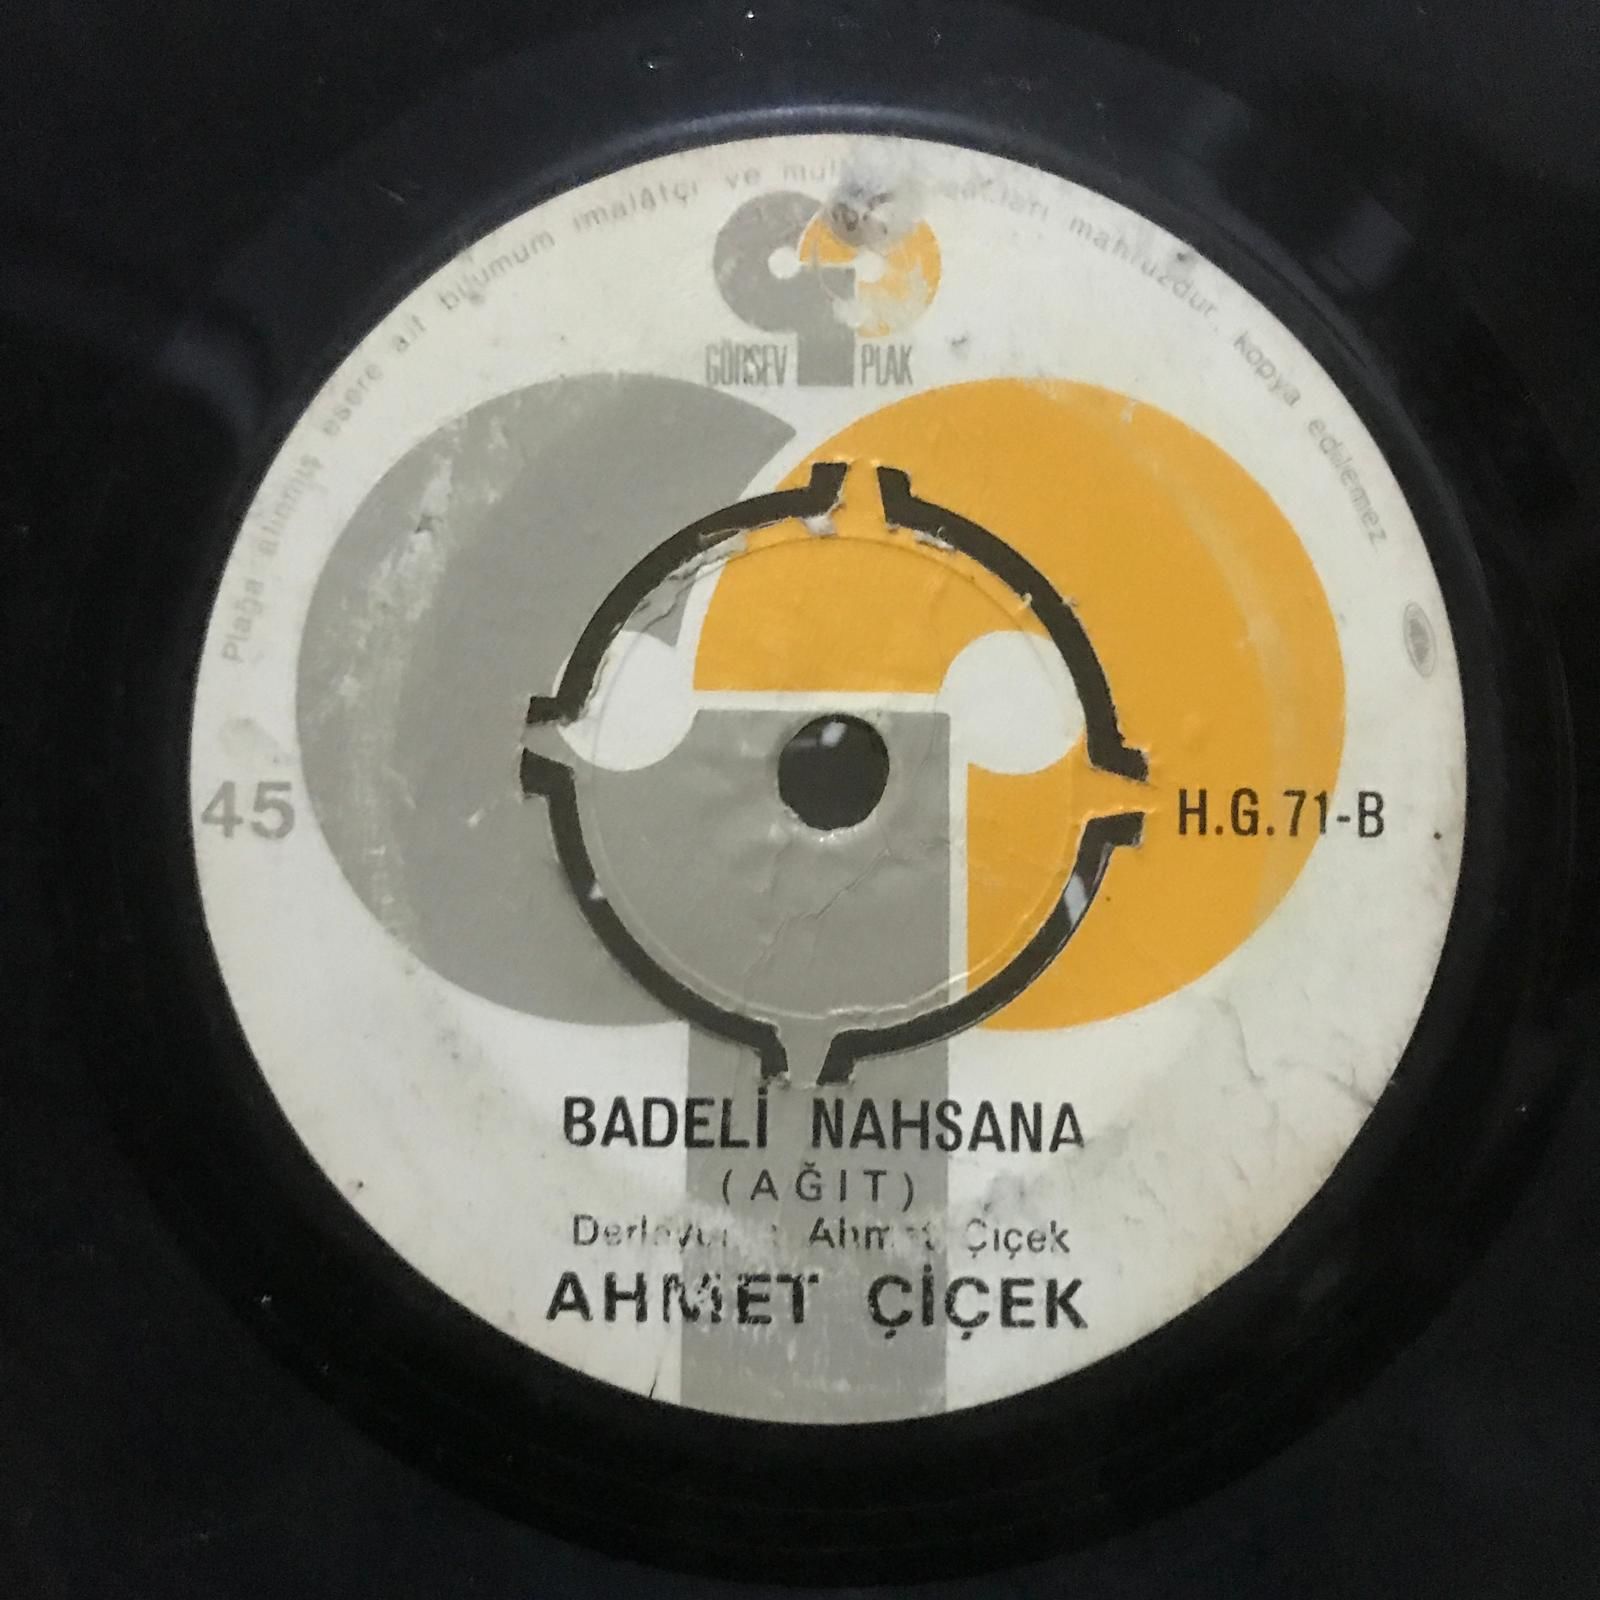 Plağa alınmış esere ait bilumum imalâtçı ve mahfuzdur. kopya edilemez
GÖRSEV PLAK
45
H.G.71-B
BADELİ NAHSANA
(AĞIT)
Ahmet Çiçek
AHMET ÇİÇEK